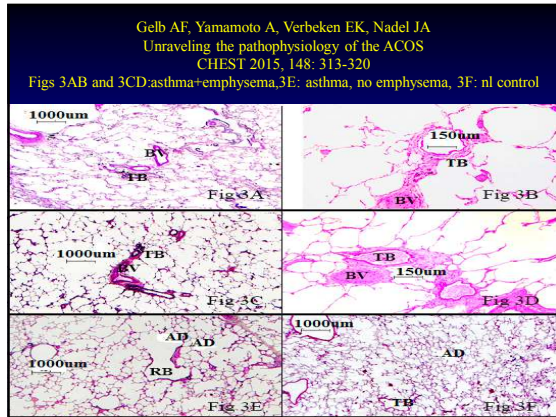 Gelb AF, Yamamoto A, Verbeken EK, Nadel JA
Unraveling the pathophysiology of the ACOS
CHEST 2015, 148: 313-320
Figs 3AB and 3CD:asthma+emphysema,3E: asthma, no emphysema, 3F: nl control
1000um
BV
TB
Fig 3A
150um
TB
BV
Fig 3B
1000um
TB
BV
Fig 3C
TB
BV
150um
Fig 3D
AD
AD
1000um
RB
Fig 3E
1000um
AD
TB
Fig 3F